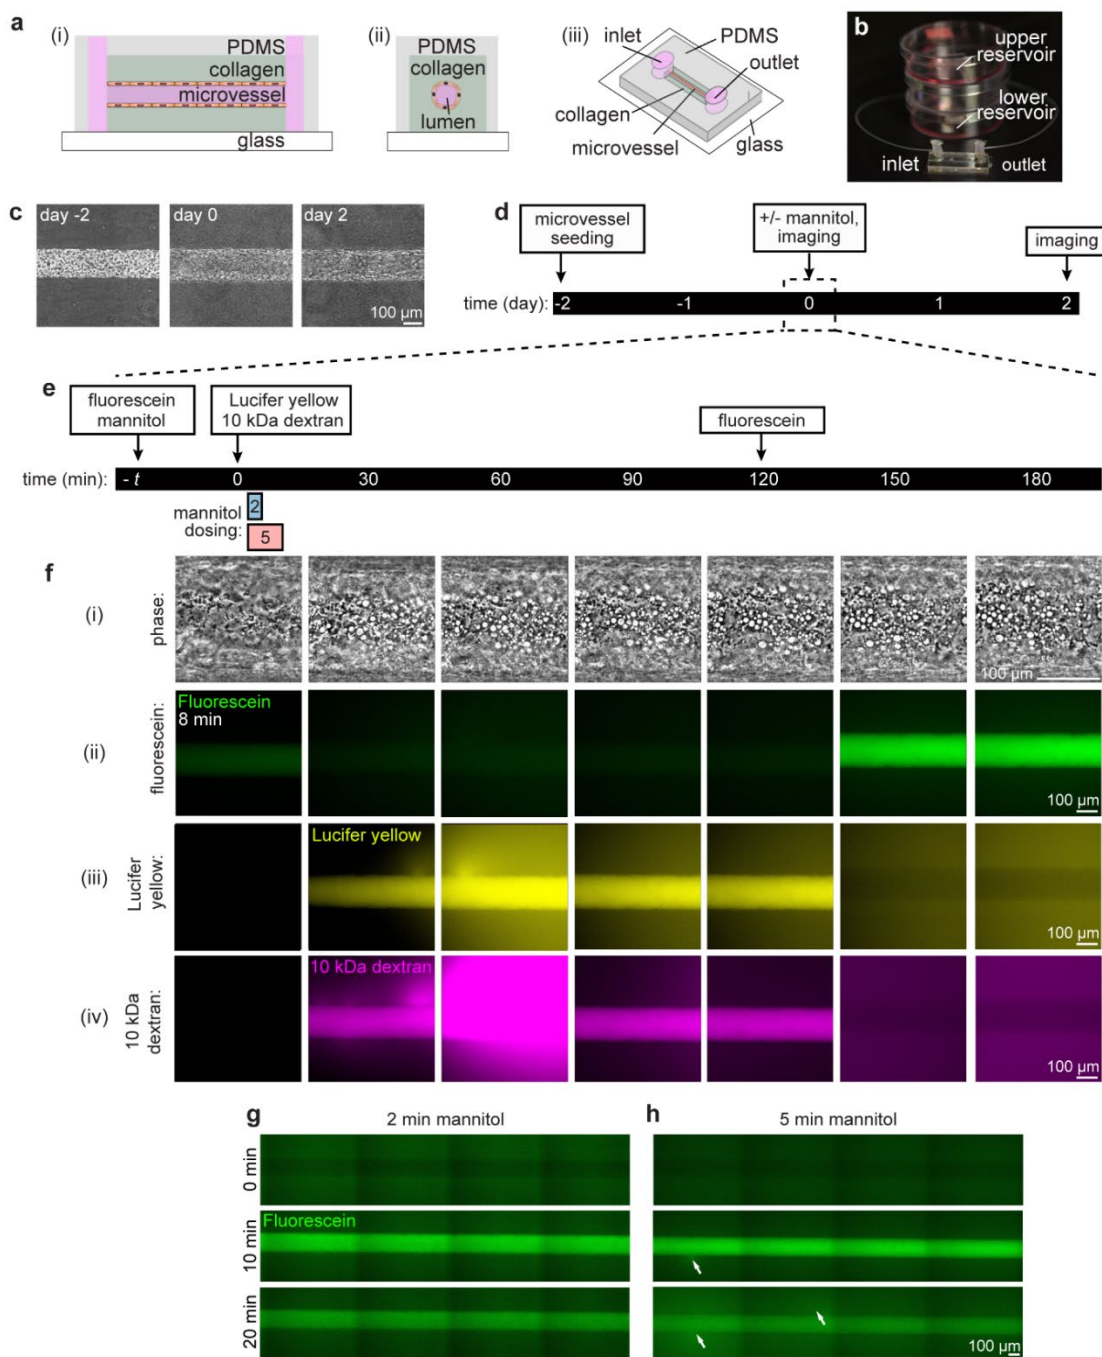 a
(i)
PDMS
collagen
microvessel
glass
(ii)
PDMS
collagen
lumen
(iii)
inlet
PDMS
outlet
collagen
microvessel
glass
b
upper
reservoir
lower
reservoir
inlet
outlet
c
day -2
day 0
day 2
100 µm
d
microvessel
seeding
+/- mannitol,
imaging
imaging
time (day):
-2
-1
0
1
2
e
fluorescein
mannitol
Lucifer yellow
10 kDa dextran
fluorescein
time (min):
- t
0
30
60
90
120
150
180
mannitol
dosing:
2
5
f
(i)
phase:
100 µm
(ii)
fluorescein:
Fluorescein
8 min
100 µm
(iii)
Lucifer
yellow:
Lucifer yellow
100 µm
(iv)
10 kDa
dextran:
10 kDa dextran
100 µm
g
2 min mannitol
0 min
10 min
Fluorescein
20 min
h
5 min mannitol
100 µm